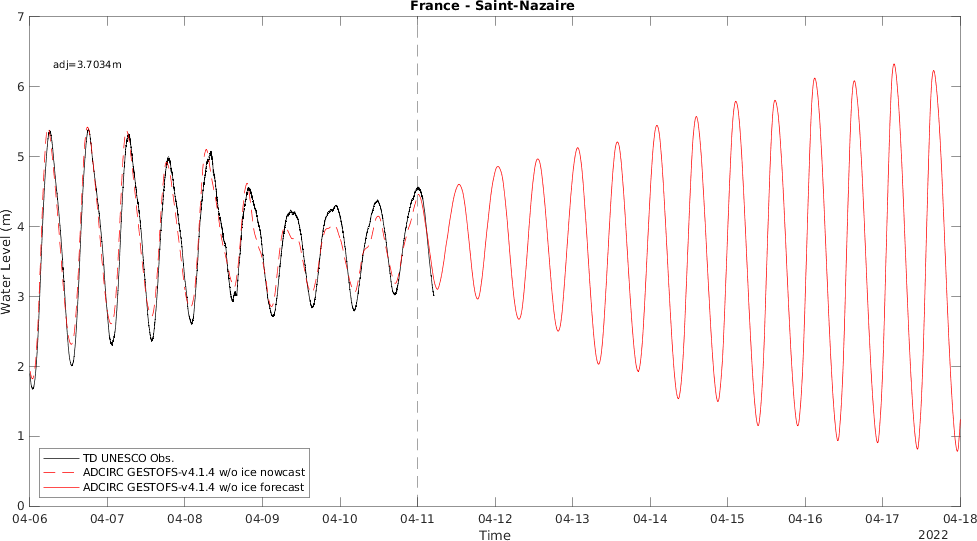 France - Saint-Nazaire
adj=3.7034m
7
6
5
4
3
2
1
0
Water Level (m)
TD UNESCO Obs.
ADCIRC GESTOFS-v4.1.4 w/o ice nowcast
ADCIRC GESTOFS-v4.1.4 w/o ice forecast
04-06 04-07 04-08 04-09 04-10 04-11 04-12 04-13 04-14 04-15 04-16 04-17 04-18
Time
2022